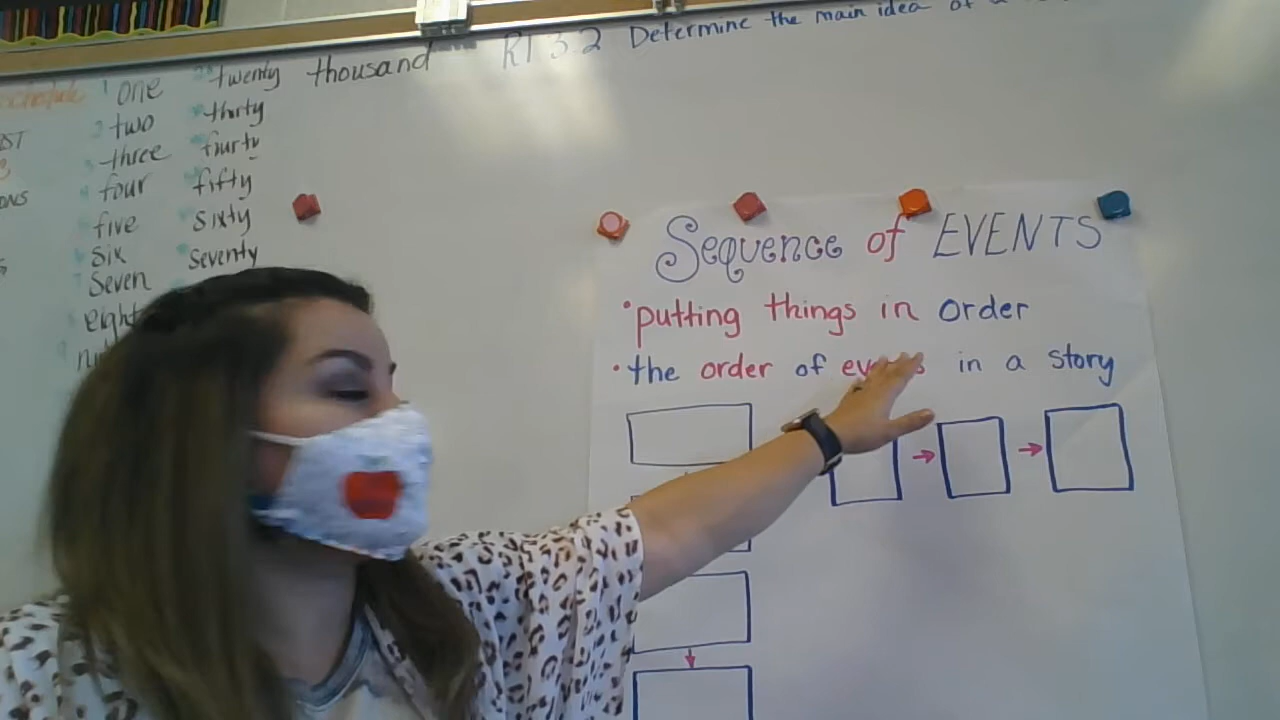 RI 3.2 Determine the main idea of a
schedule
one twenty thousand
two thirty
three fourty
four fifty
five sixty
six seventy
seven
eight
Sequence of EVENTS
•putting things in order
•the order of events in a story